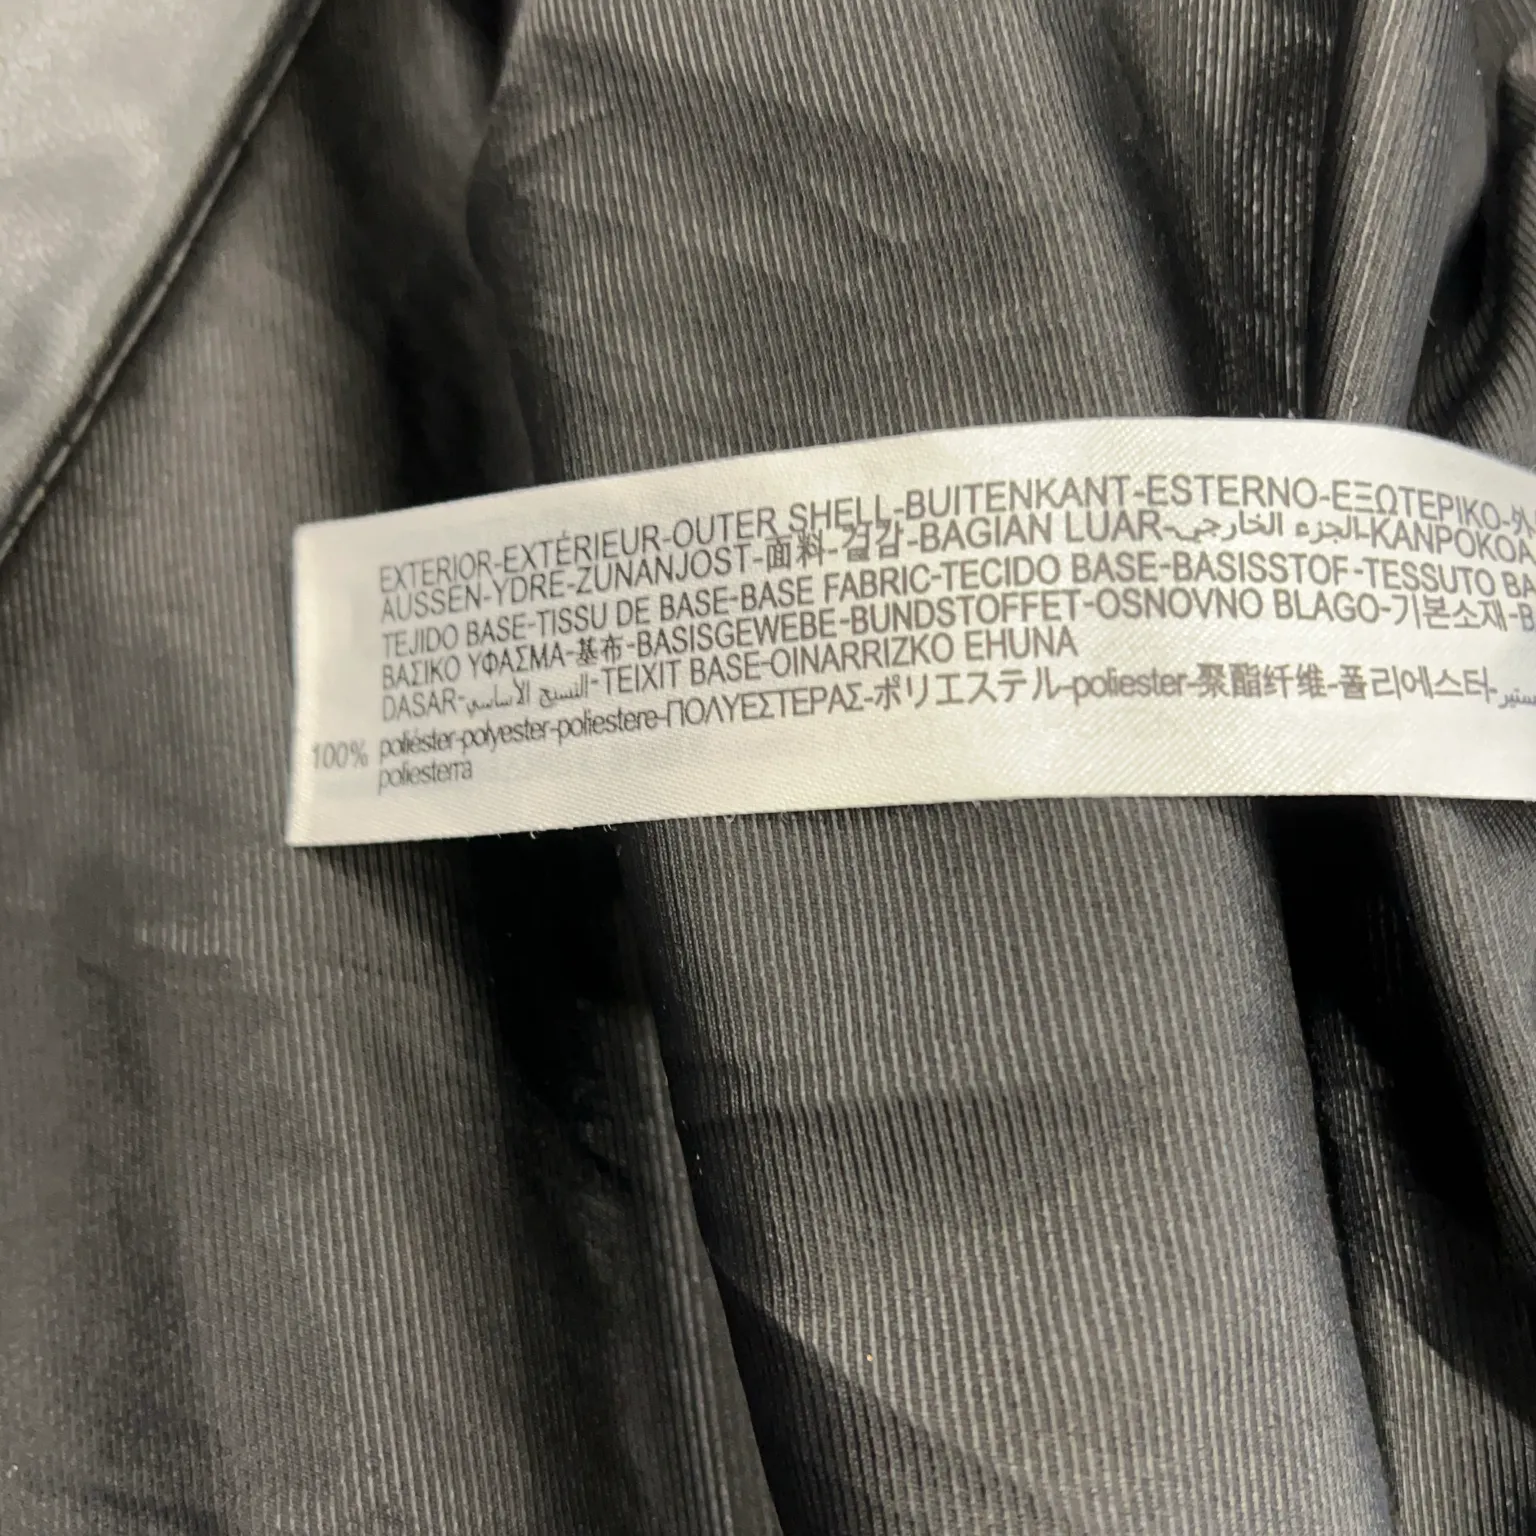 EXTERIOR-EXTÉRIEUR-OUTER SHELL-BUITENKANT-ESTERNO-ΕΞΩΤΕΡΙΚΟ-外
AUSSEN-YDRE-ZUNANJOST-面料-겉감-BAGIAN LUAR-الجزء الخارجي-KANPOKOA
TEJIDO BASE-TISSU DE BASE-BASE FABRIC-TECIDO BASE-BASISSTOF-TESSUTO BA
ΒΑΣΙΚΟ ΥΦΑΣΜΑ-基布-BASISGEWEBE-BUNDSTOFFET-OSNOVNO BLAGO-기본소재-B
DASAR-النسيج الأساسي-TEIXIT BASE-OINARRIZKO EHUNA
100% poliéster-polyester-poliestere-ΠΟΛΥΕΣΤΕΡΑΣ-ポリエステル-poliester-聚酯纤维-폴리에스터-
poliesterra